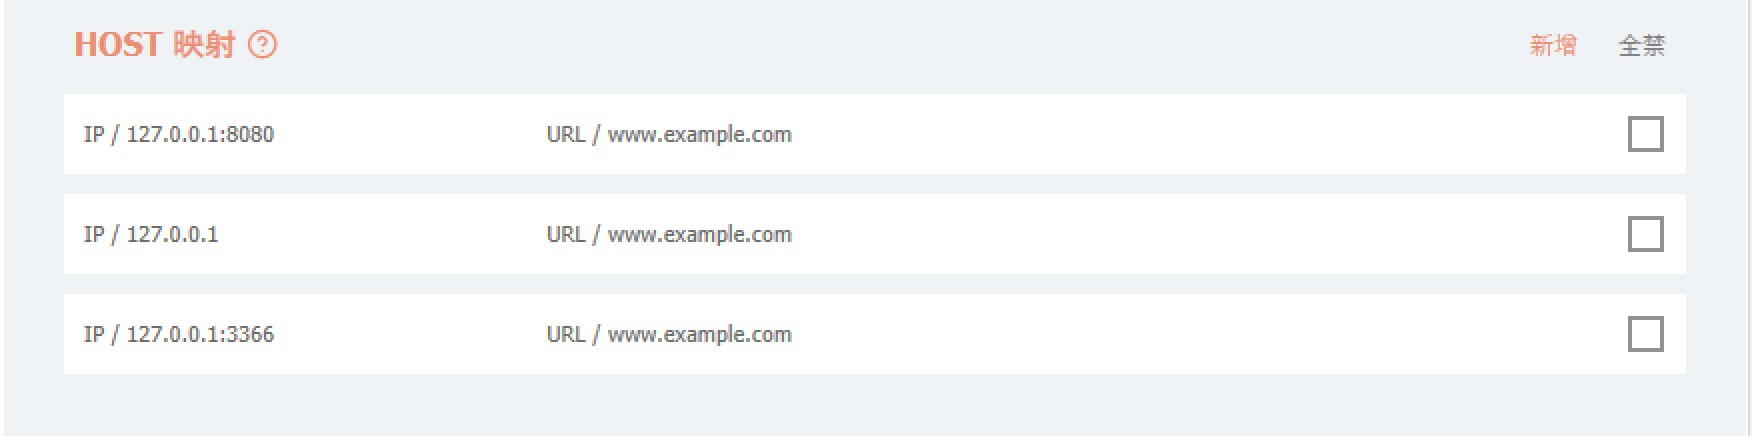 HOST 映射 ? 新增 全禁
IP / 127.0.0.1:8080 URL / www.example.com
IP / 127.0.0.1 URL / www.example.com
IP / 127.0.0.1:3366 URL / www.example.com